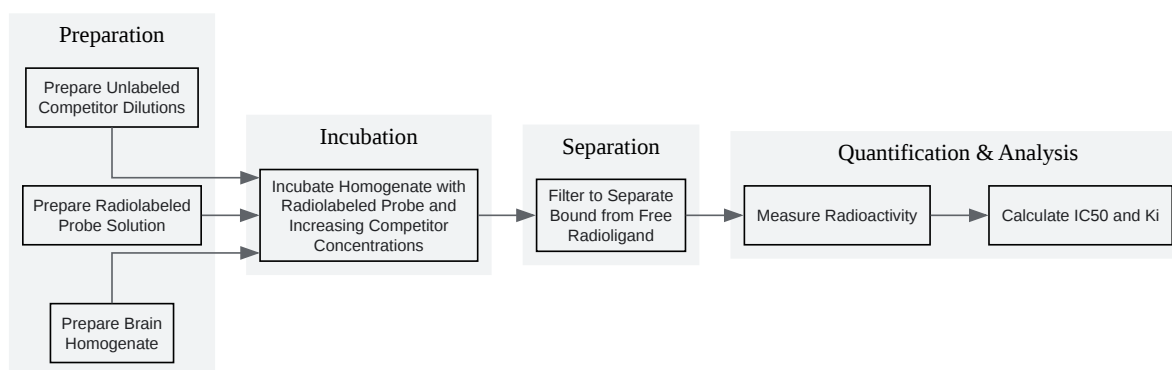 Preparation
Prepare Unlabeled
Competitor Dilutions
Prepare Radiolabeled
Probe Solution
Prepare Brain
Homogenate
Incubation
Incubate Homogenate with
Radiolabeled Probe and
Increasing Competitor
Concentrations
Separation
Filter to Separate
Bound from Free
Radioligand
Quantification & Analysis
Measure Radioactivity
Calculate IC50 and Ki